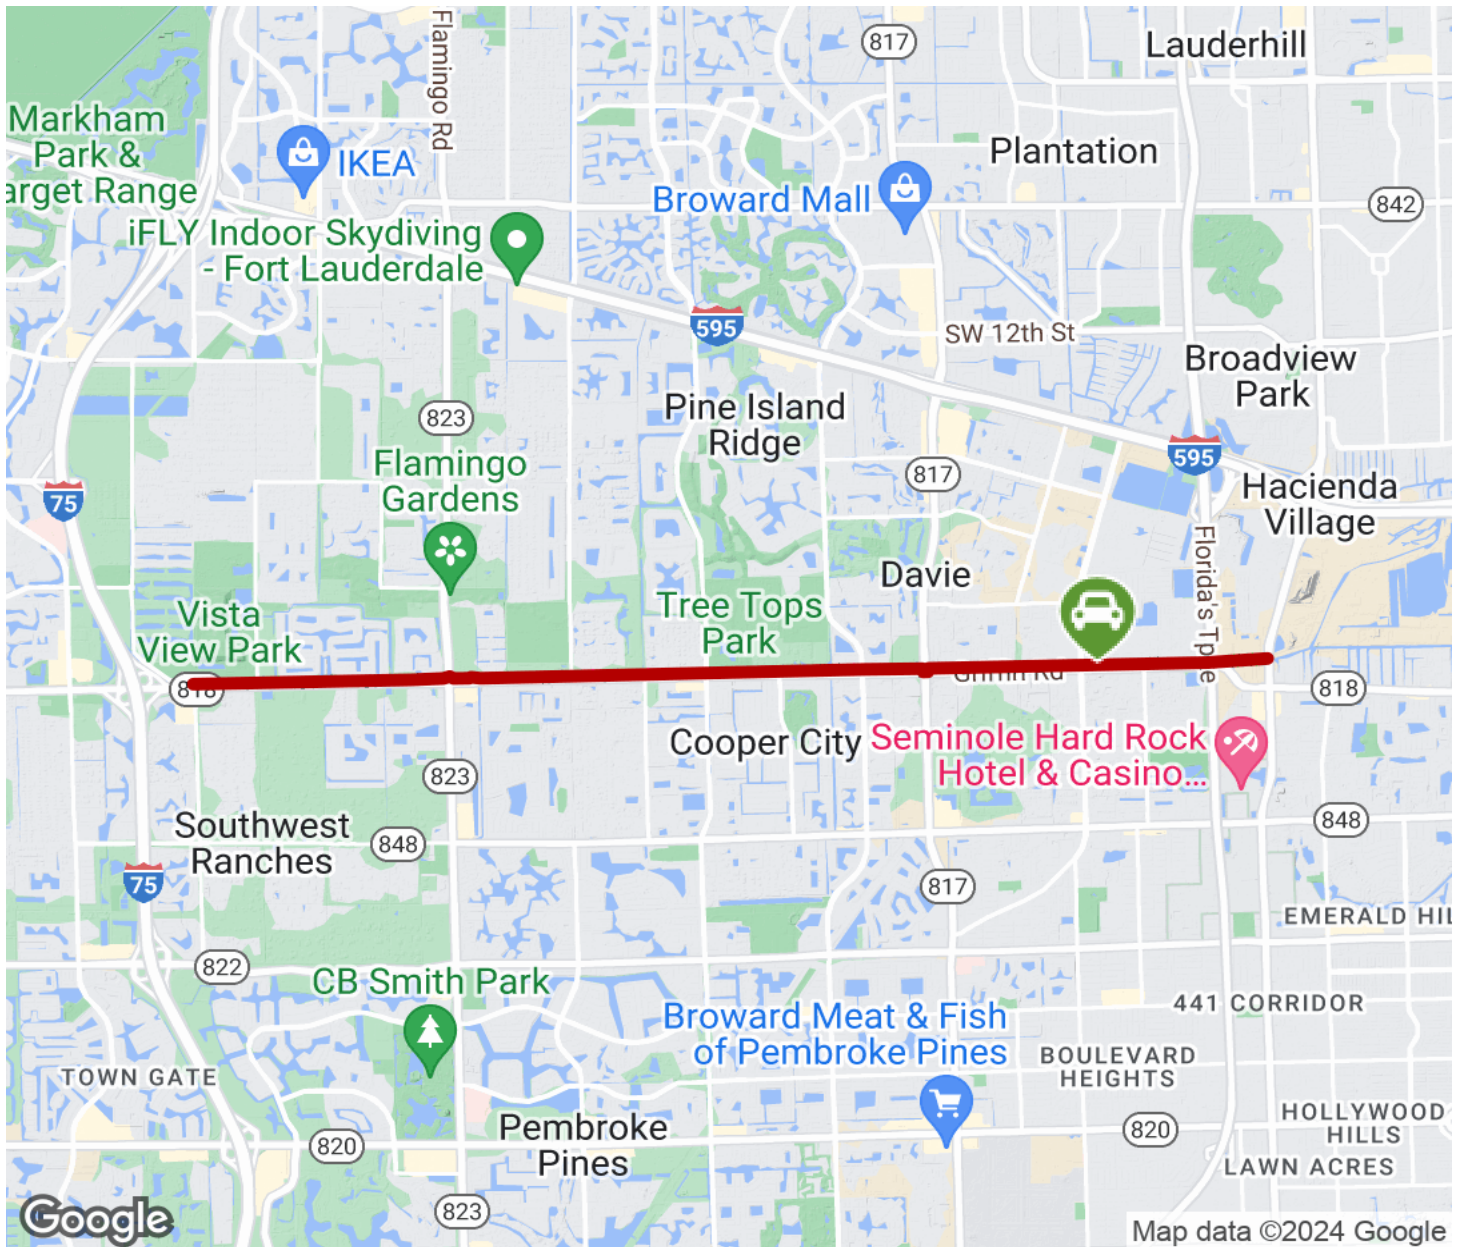 Flamingo Rd
817
Lauderhill
Markham
Park &
arget Range
IKEA
Plantation
Broward Mall
842
iFLY Indoor Skydiving
- Fort Lauderdale
595
SW 12th St
Broadview
Park
823
Pine Island
Ridge
817
595
Flamingo
Gardens
75
Hacienda
Village
Florida's Tpke
Davie
Vista
View Park
Tree Tops
Park
818
Griffin Rd
818
Cooper City
Seminole Hard Rock
Hotel & Casino...
823
Southwest
Ranches
848
848
75
817
EMERALD HIL
822
CB Smith Park
441 CORRIDOR
Broward Meat & Fish
of Pembroke Pines
BOULEVARD
HEIGHTS
TOWN GATE
Pembroke
Pines
HOLLYWOOD
HILLS
820
820
LAWN ACRES
823
Google
Map data ©2024 Google